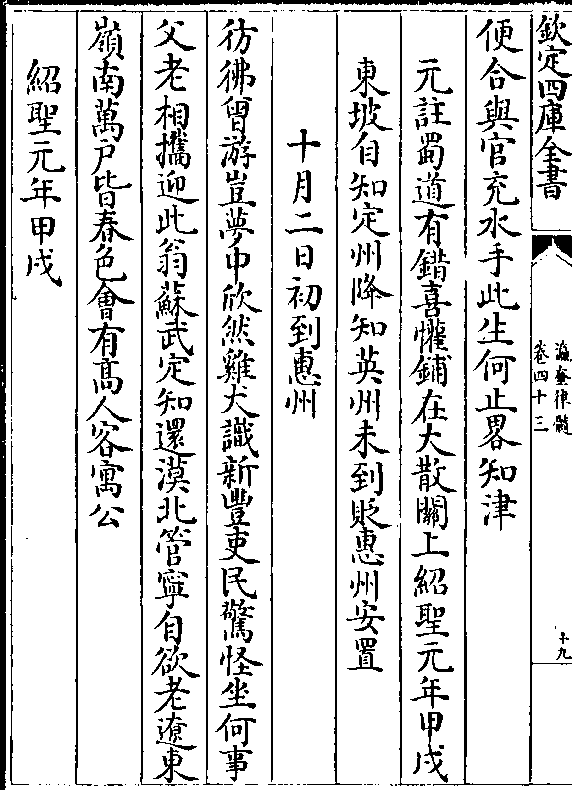 欽定四庫全書
瀛奎律髓
卷四十三
十九
便合與官充水手此生何止畧知津
元註蜀道有錯喜懽鋪在大散關上紹聖元年甲戌
東坡自知定州降知英州未到貶惠州安置
十月二日初到惠州
彷彿曾游豈夢中欣然雞犬識新豐吏民驚怪坐何事
父老相攜迎此翁蘇武定知還漠北管寧自欲老遼東
嶺南萬戶皆春色會有髙人客寓公
紹聖元年甲戌